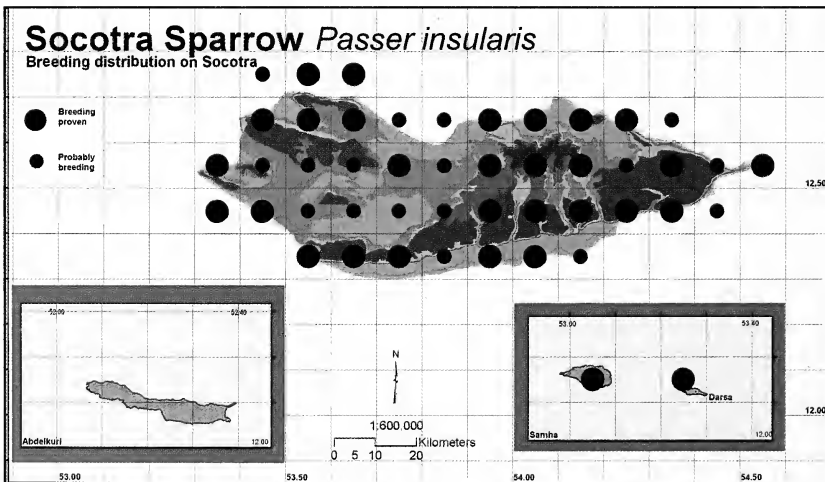 Socotra Sparrow Passer insularis
Breeding distribution on Socotra
Breeding
proven
Probably
breeding
12,50
52.00
52.40
Abdelkuri
12.00
N
1:600.000
0 5 10 20 Kilometers
53.00
53.40
Darsa
Samha
12.00
12.00
53.00
53.50
54.00
54.50